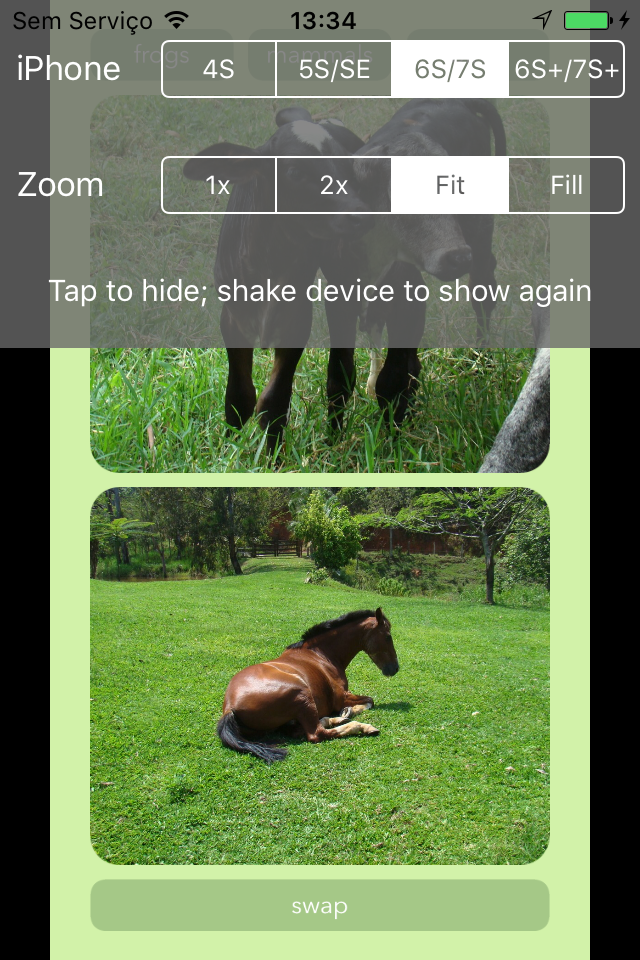 Sem Serviço 13:34
frogs mammals
iPhone 4S 5S/SE 6S/7S 6S+/7S+
Zoom 1x 2x Fit Fill
Tap to hide; shake device to show again
swap